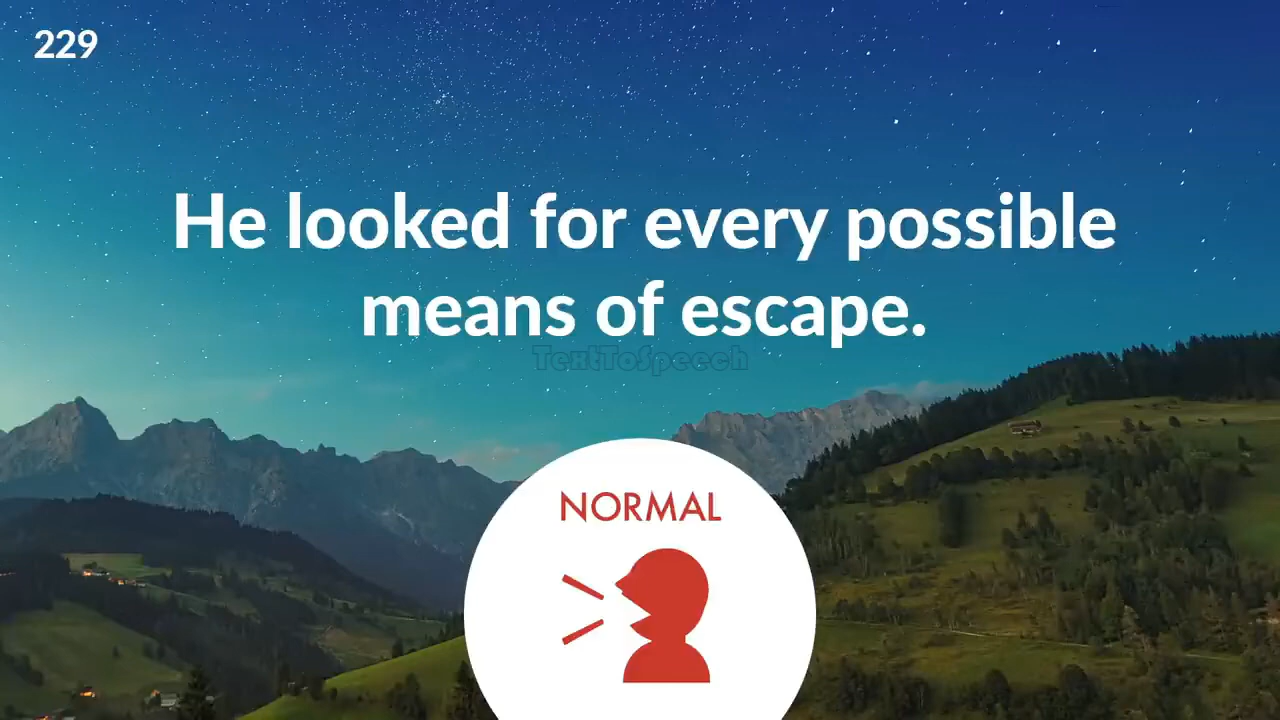 229
He looked for every possible
means of escape.
TextToSpeech
NORMAL